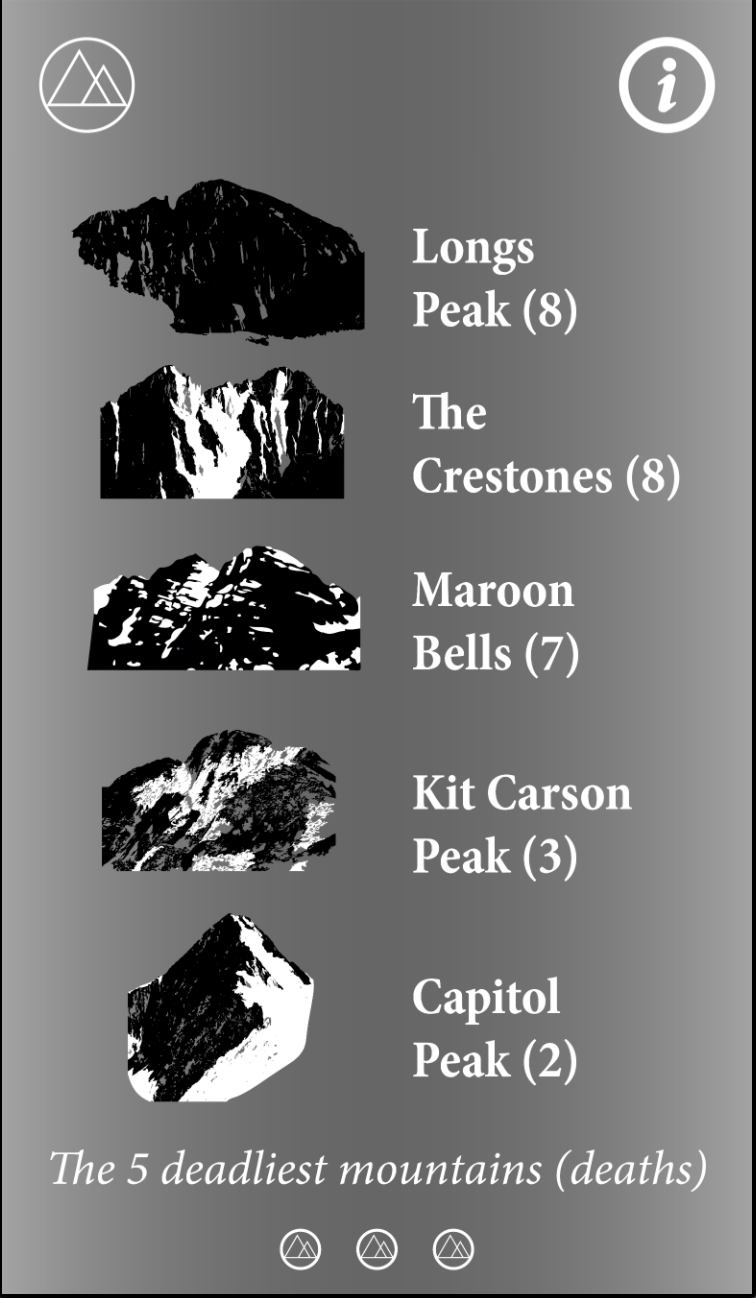 i
Longs
Peak (8)
The
Crestones (8)
Maroon
Bells (7)
Kit Carson
Peak (3)
Capitol
Peak (2)
The 5 deadliest mountains (deaths)